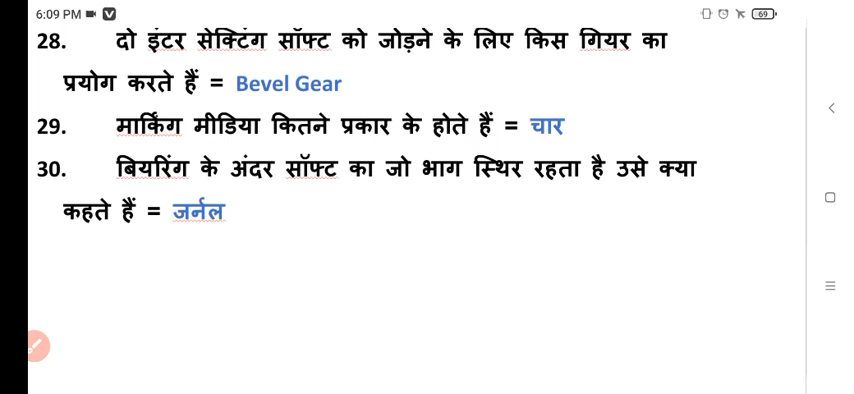 6:09 PM
69
28. दो इंटर सेक्टिंग सॉफ्ट को जोड़ने के लिए किस गियर का
प्रयोग करते हैं = Bevel Gear
29. मार्किंग मीडिया कितने प्रकार के होते हैं = चार
30. बियरिंग के अंदर सॉफ्ट का जो भाग स्थिर रहता है उसे क्या
कहते हैं = जर्नल